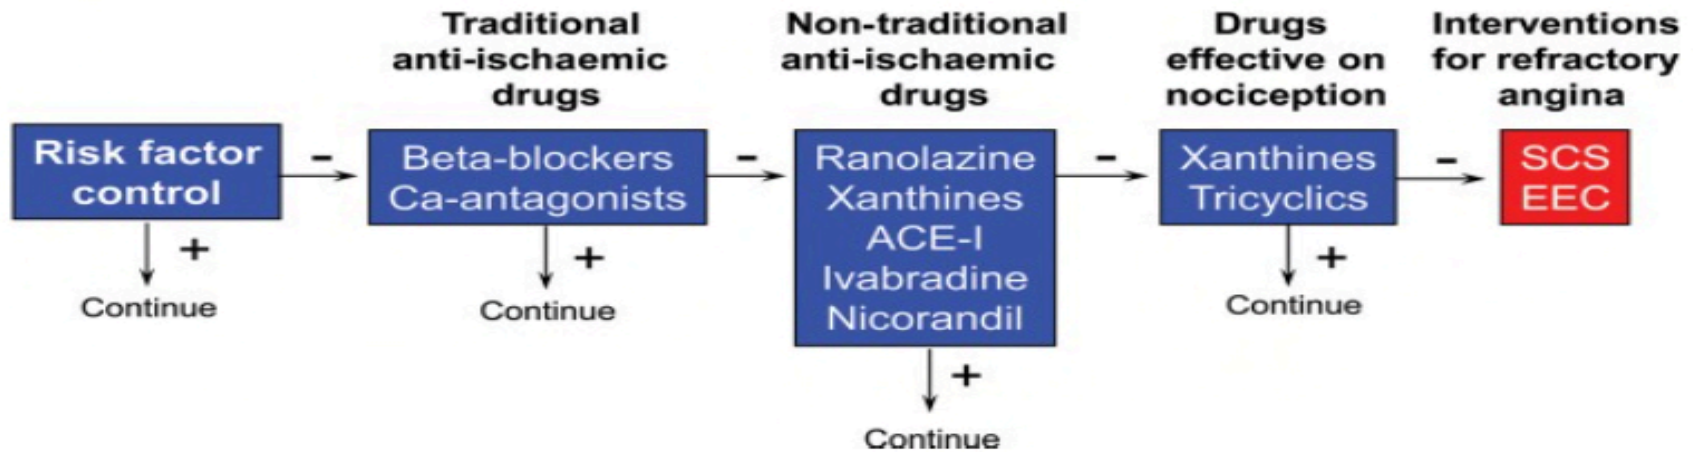 Traditional
anti-ischaemic
drugs
Non-traditional
anti-ischaemic
drugs
Drugs
effective on
nociception
Interventions
for refractory
angina
Risk factor
control
-
+
Continue
Beta-blockers
Ca-antagonists
-
+
Continue
Ranolazine
Xanthines
ACE-I
Ivabradine
Nicorandil
-
+
Continue
Xanthines
Tricyclics
-
+
Continue
SCS
EEC